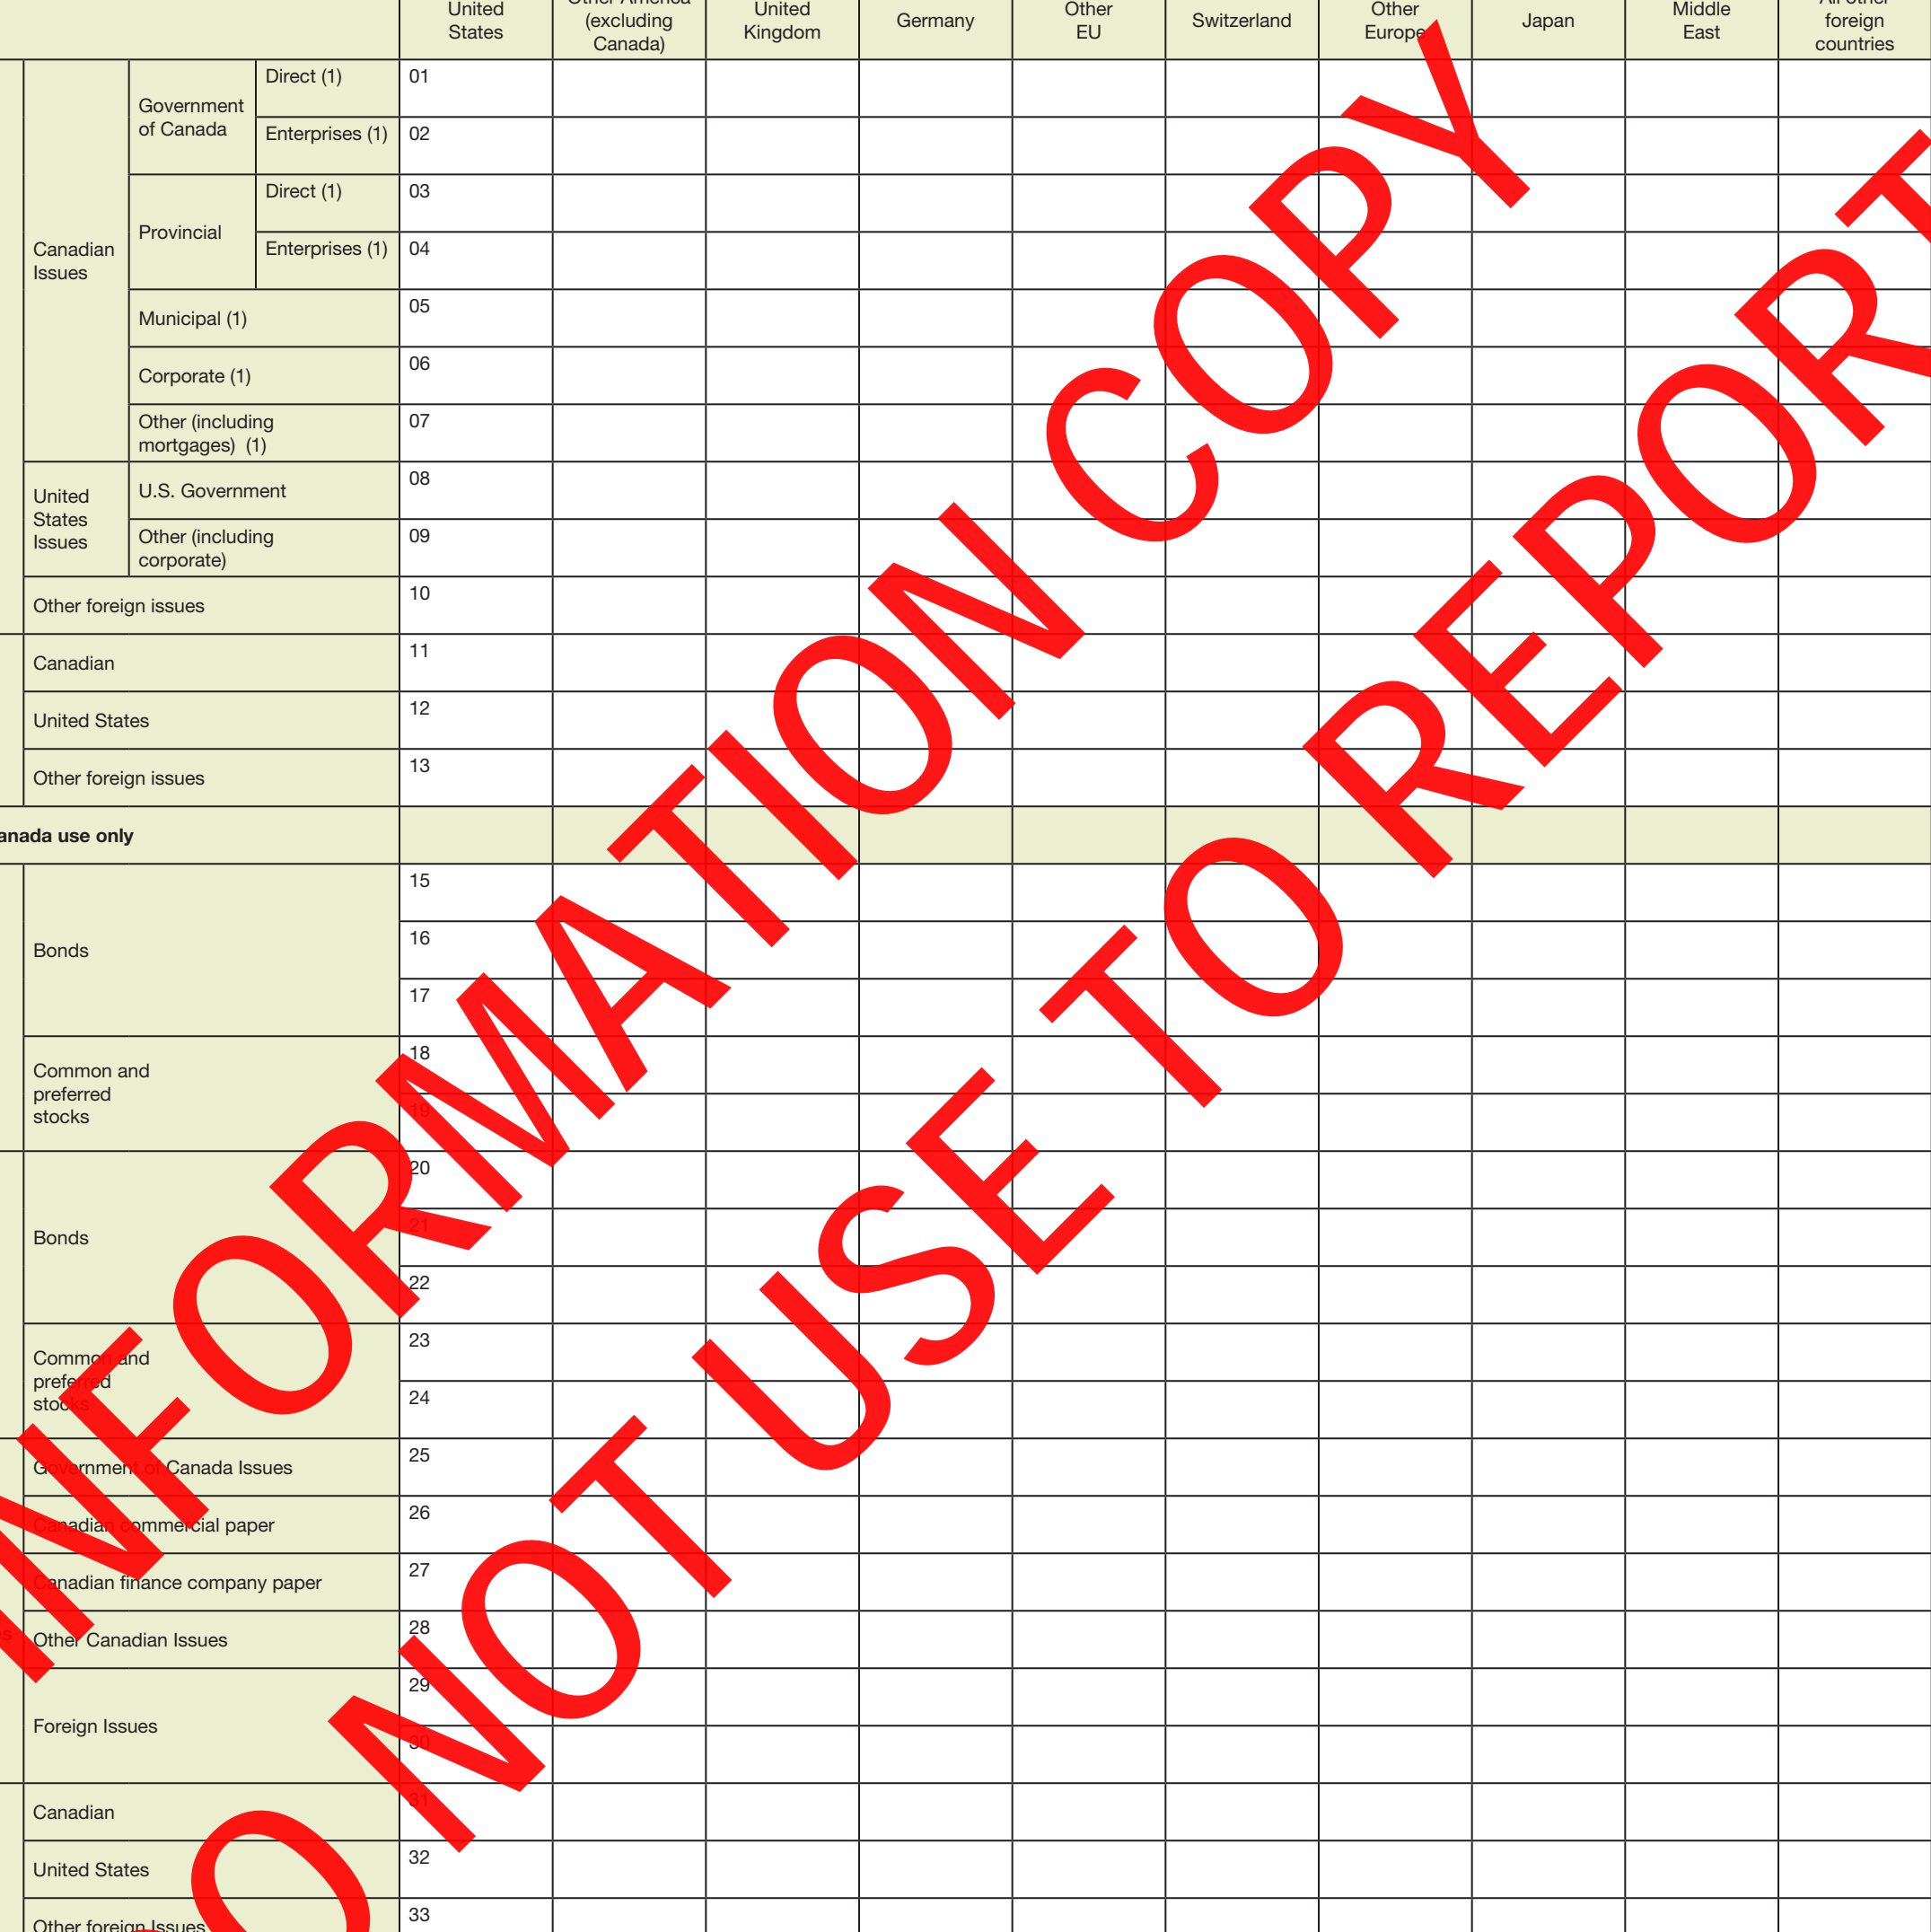 United
States
Other America
(excluding
Canada)
United
Kingdom
Germany
Other
EU
Switzerland
Other
Europe
Japan
Middle
East
All other
foreign
countries
Canadian
Issues
Government
of Canada
Direct (1)
01
Enterprises (1)
02
Provincial
Direct (1)
03
Enterprises (1)
04
Municipal (1)
05
Corporate (1)
06
Other (including
mortgages) (1)
07
United
States
Issues
U.S. Government
08
Other (including
corporate)
09
Other foreign issues
10
Canadian
11
United States
12
Other foreign issues
13
anada use only
Bonds
15
16
17
Common and
preferred
stocks
18
19
Bonds
20
21
22
Common and
preferred
stocks
23
24
Government of Canada Issues
25
Canadian commercial paper
26
Canadian finance company paper
27
Other Canadian Issues
28
Foreign Issues
29
30
Canadian
31
United States
32
Other foreign Issues
33
INFORMATION COPY
O NOT USE TO REPORT